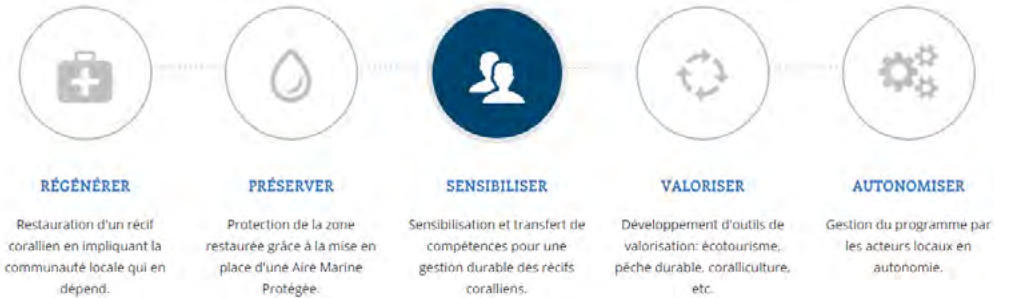 RÉGÉNÉRER
Restauration d'un récif
corallien en impliquant la
communauté locale qui en
dépend.
PRÉSERVER
Protection de la zone
restaurée grâce à la mise en
place d'une Aire Marine
Protégée.
SENSIBILISER
Sensibilisation et transfert de
compétences pour une
gestion durable des récifs
coralliens.
VALORISER
Développement d'outils de
valorisation: écotourisme,
pêche durable, coralliculture,
etc.
AUTONOMISER
Gestion du programme par
les acteurs locaux en
autonomie.